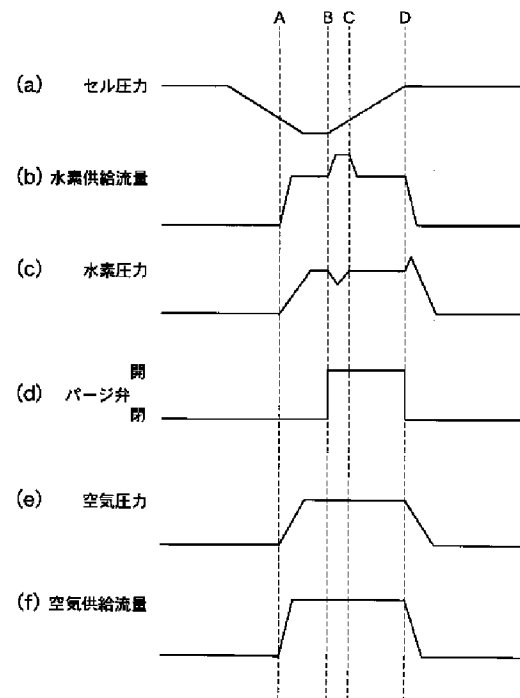 A B C D
(a) セル圧力
(b) 水素供給流量
(c) 水素圧力
開
(d) パージ弁
閉
(e) 空気圧力
(f) 空気供給流量